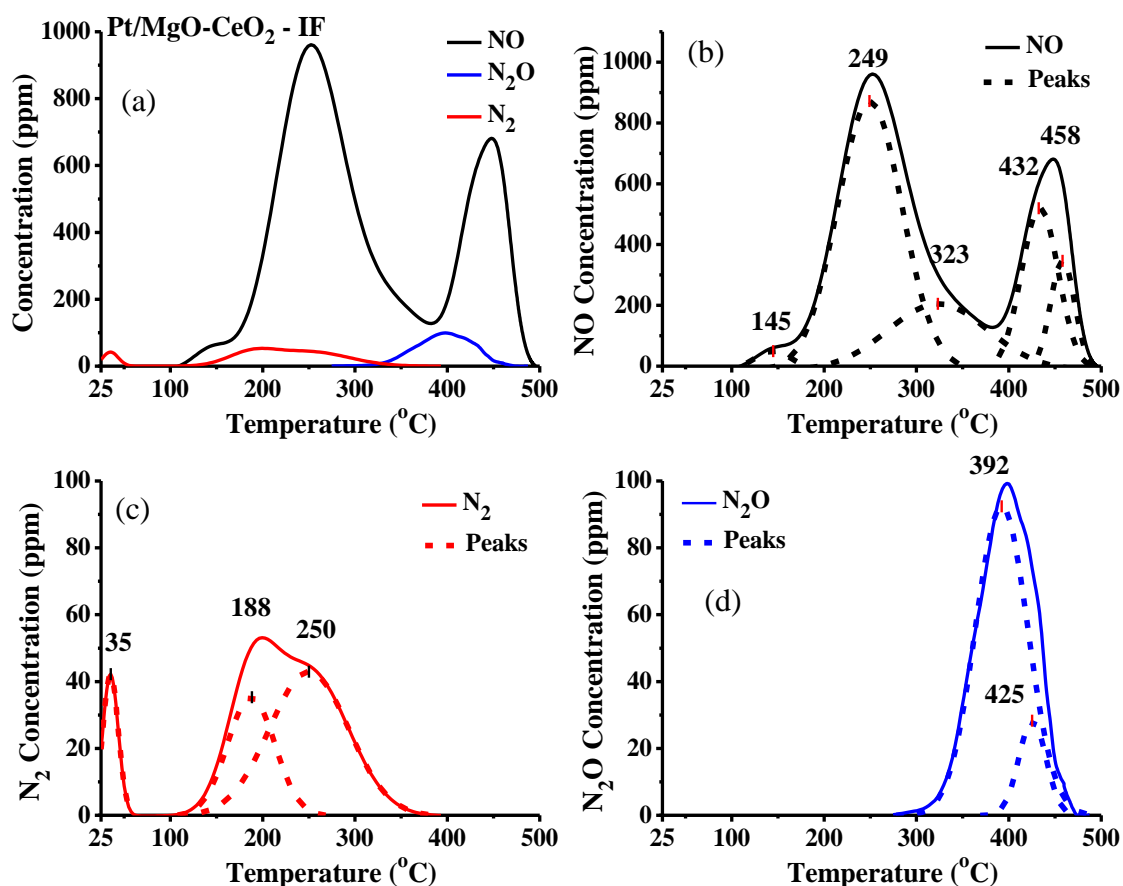 Pt/MgO-CeO₂ - IF
(a)
NO
N₂O
N₂
Concentration (ppm)
1000
800
600
400
200
0
25 100 200 300 400 500
Temperature (°C)
(b)
NO
Peaks
249
458
432
323
145
NO Concentration (ppm)
1000
800
600
400
200
0
25 100 200 300 400 500
Temperature (°C)
(c)
N₂
Peaks
188
250
35
N₂ Concentration (ppm)
100
80
60
40
20
0
25 100 200 300 400 500
Temperature (°C)
392
N₂O
Peaks
(d)
425
N₂O Concentration (ppm)
100
80
60
40
20
0
25 100 200 300 400 500
Temperature (°C)